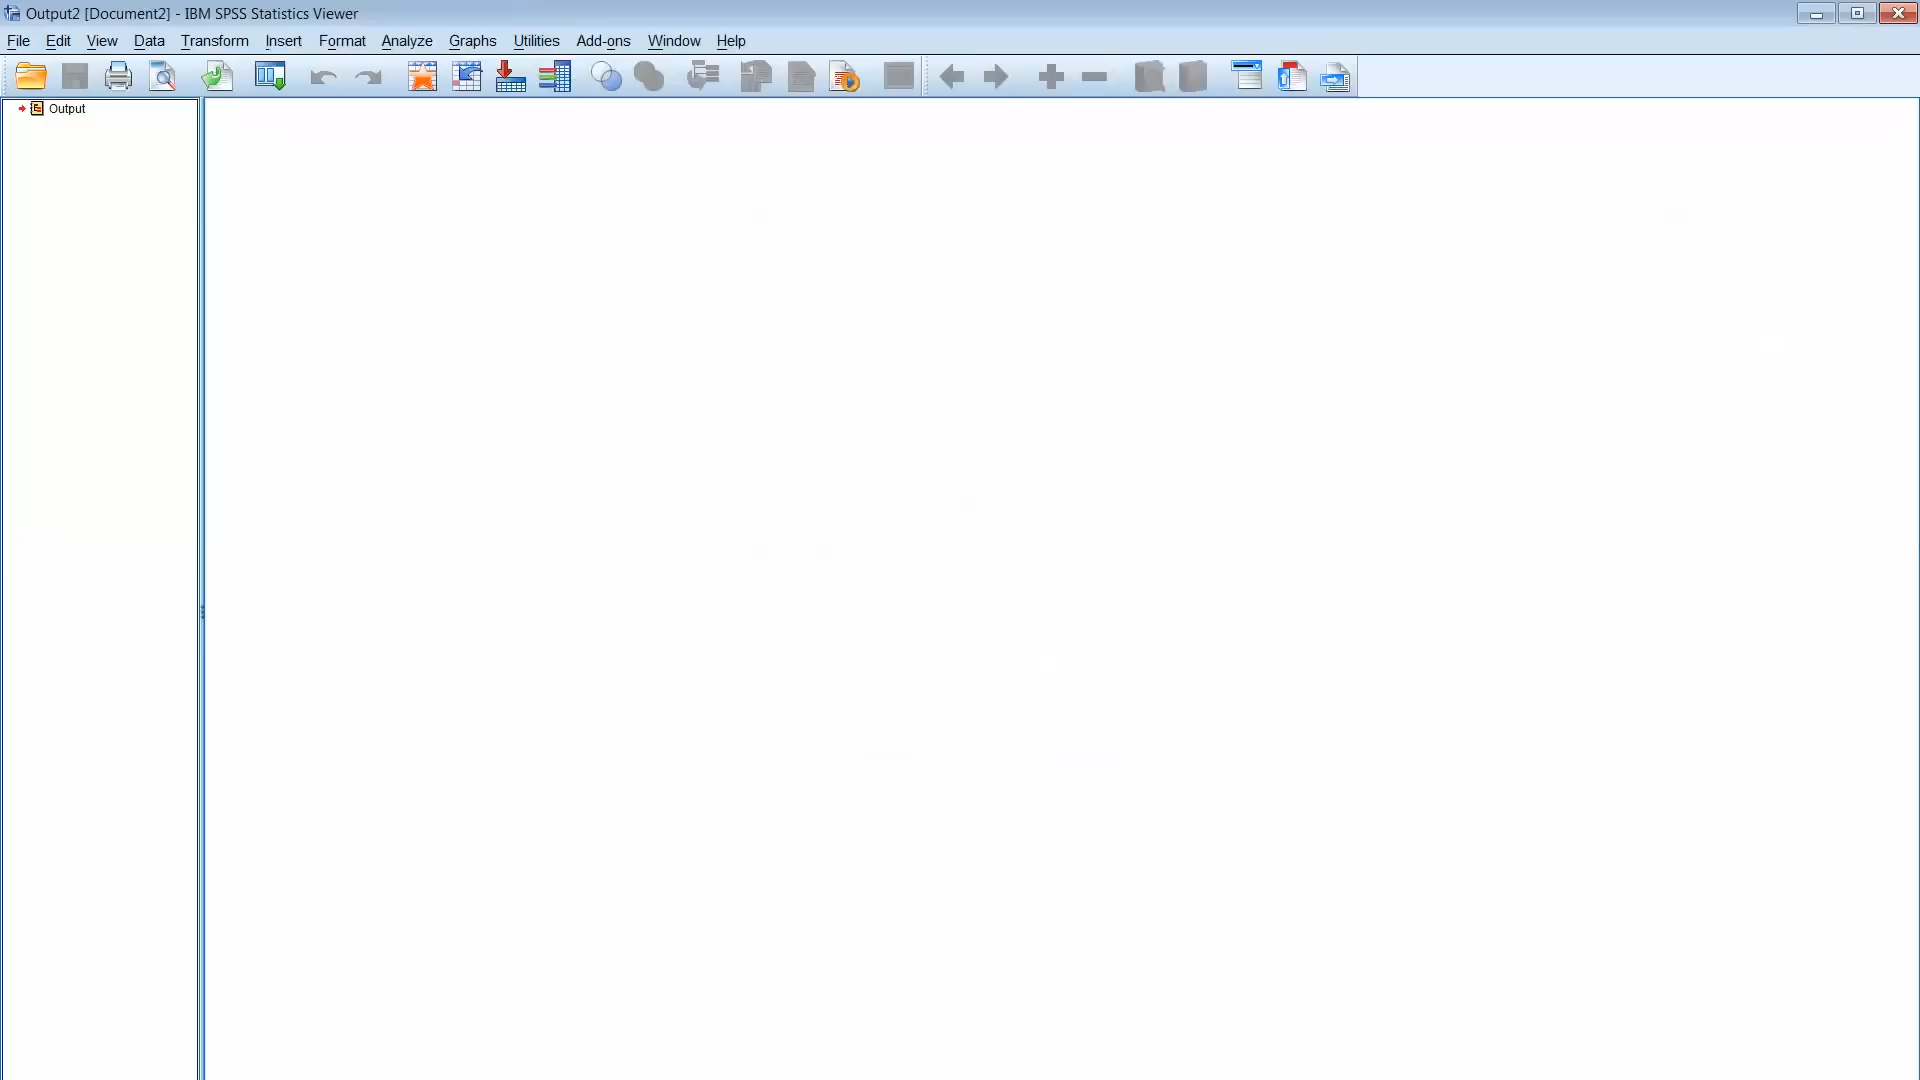 Output2 [Document2] - IBM SPSS Statistics Viewer
File Edit View Data Transform Insert Format Analyze Graphs Utilities Add-ons Window Help
Output